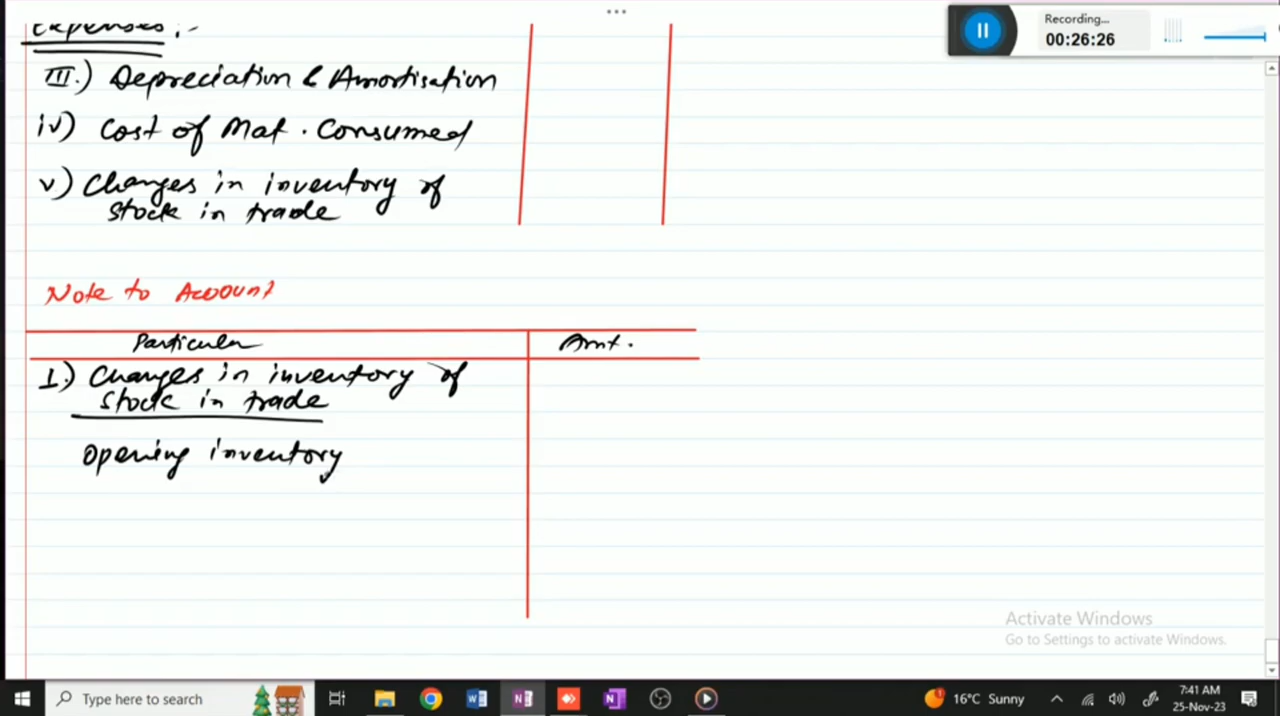 Expenses :-
III.) Depreciation & Amortisation
iv) Cost of Mat. Consumed
v) Changes in inventory of
stock in trade
Note to Account
Particular Amt.
1.) Changes in inventory of
stock in trade
Opening inventory
Recording...
00:26:26
Activate Windows
Go to Settings to activate Windows.
Type here to search
16°C Sunny
7:41 AM
25-Nov-23